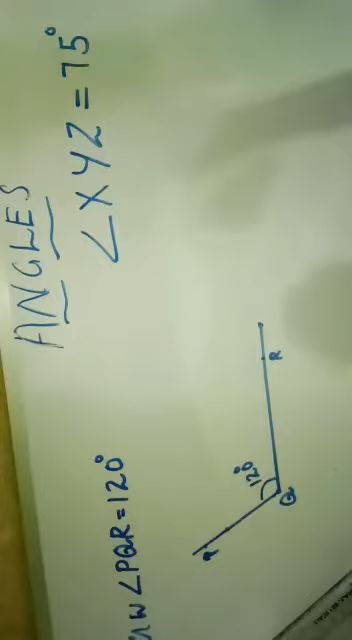 ANGLES
∠PQR = 120°
∠XYZ = 75°
120°
P
Q
R